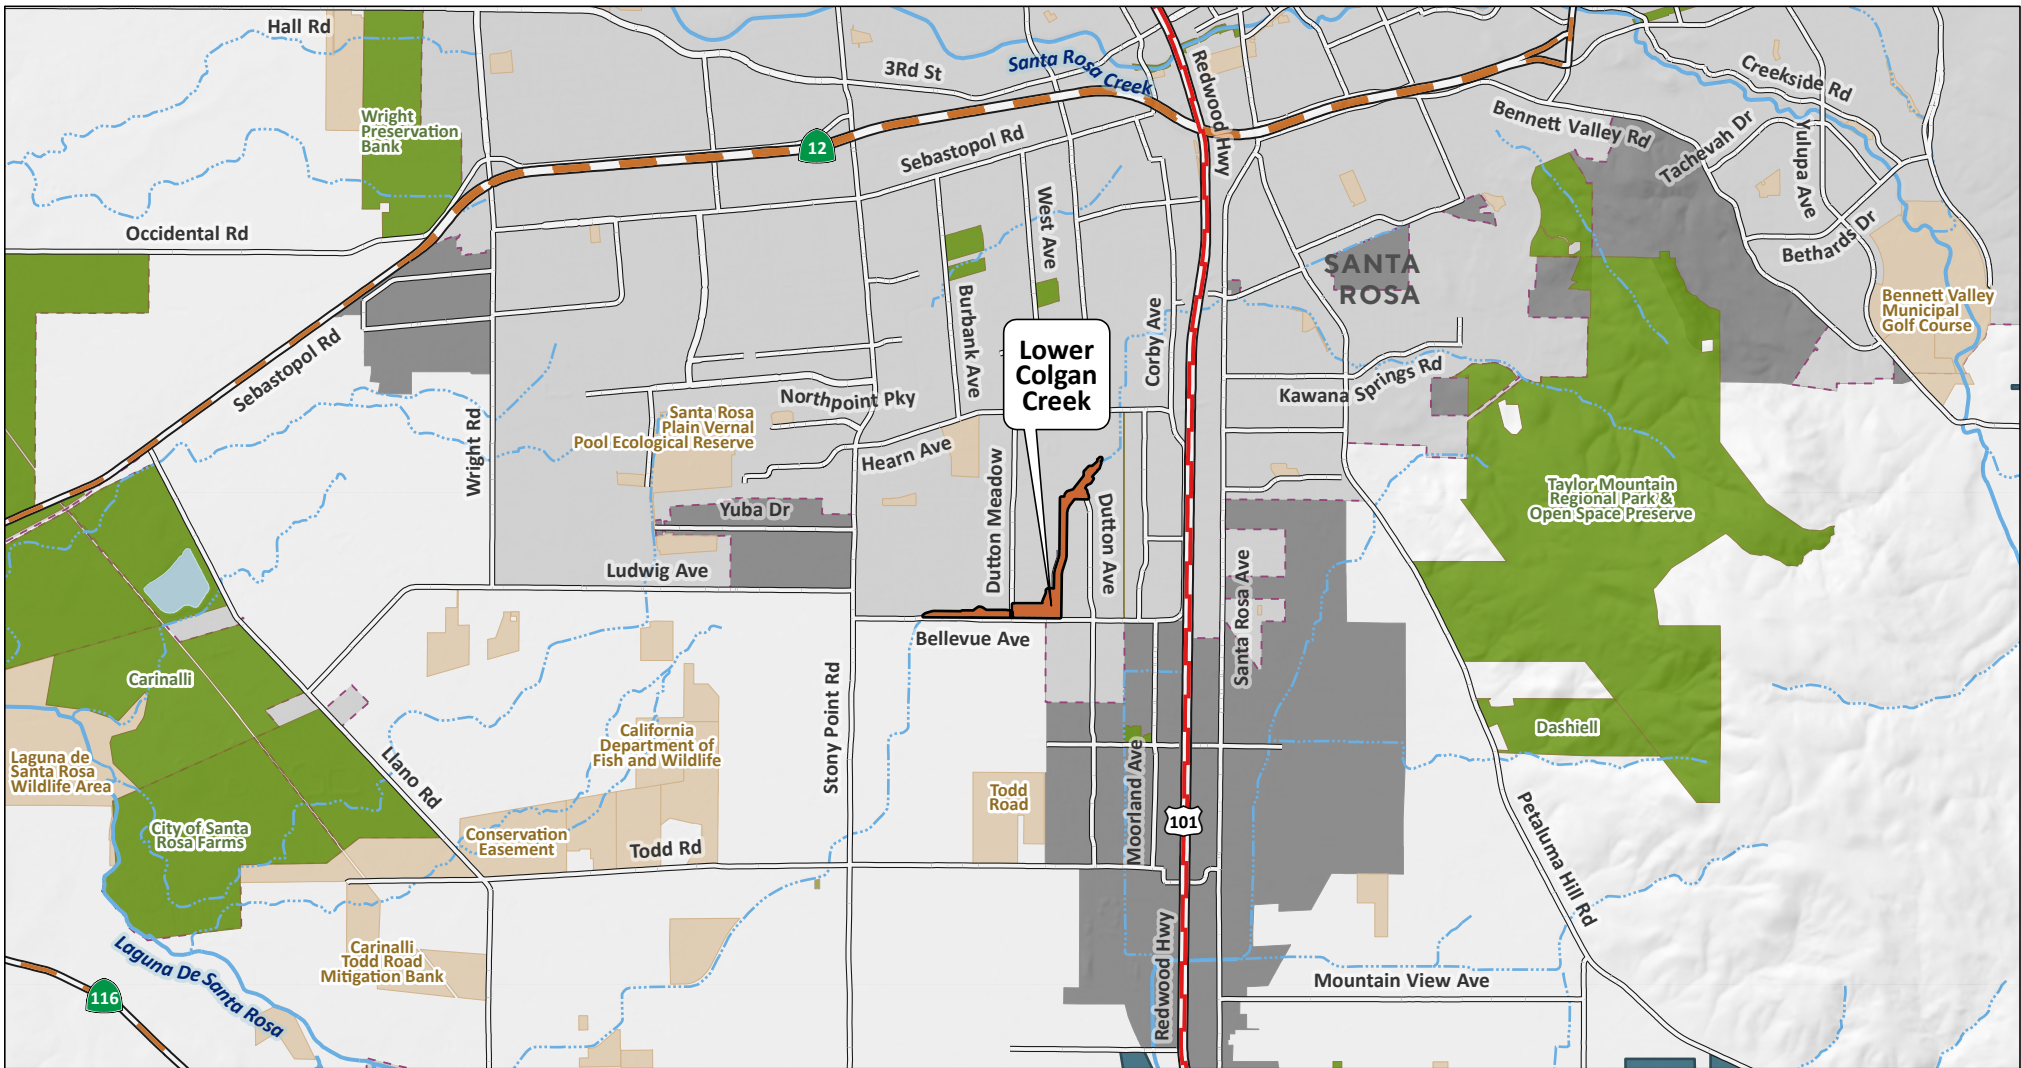 Hall Rd
3Rd St
Santa Rosa Creek
Redwood Hwy
Creekside Rd
Wright
Preservation
Bank
12
Sebastopol Rd
Bennett Valley Rd
Tachevah Dr
Yulupa Ave
Bethards Dr
Occidental Rd
West Ave
SANTA
ROSA
Burbank Ave
Corby Ave
Bennett Valley
Municipal
Golf Course
Sebastopol Rd
Lower
Colgan
Creek
Kawana Springs Rd
Northpoint Pky
Wright Rd
Santa Rosa
Plain Vernal
Pool Ecological Reserve
Hearn Ave
Dutton Meadow
Dutton Ave
Yuba Dr
Taylor Mountain
Regional Park &
Open Space Preserve
Ludwig Ave
Santa Rosa Ave
Bellevue Ave
Carinalli
Stony Point Rd
California
Department of
Fish and Wildlife
Dashiell
Laguna de
Santa Rosa
Wildlife Area
Llano Rd
Moorland Ave
Todd
Road
101
Petaluma Hill Rd
City of Santa
Rosa Farms
Conservation
Easement
Todd Rd
Carinalli
Todd Road
Mitigation Bank
Laguna De Santa Rosa
Redwood Hwy
Mountain View Ave
116